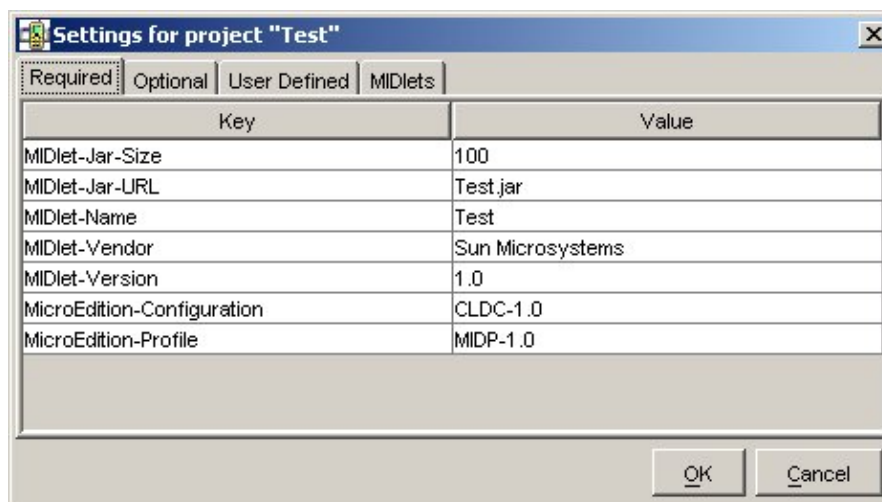 Settings for project "Test"
Required Optional User Defined MIDlets
Key Value
MIDlet-Jar-Size 100
MIDlet-Jar-URL Test.jar
MIDlet-Name Test
MIDlet-Vendor Sun Microsystems
MIDlet-Version 1.0
MicroEdition-Configuration CLDC-1.0
MicroEdition-Profile MIDP-1.0
OK Cancel